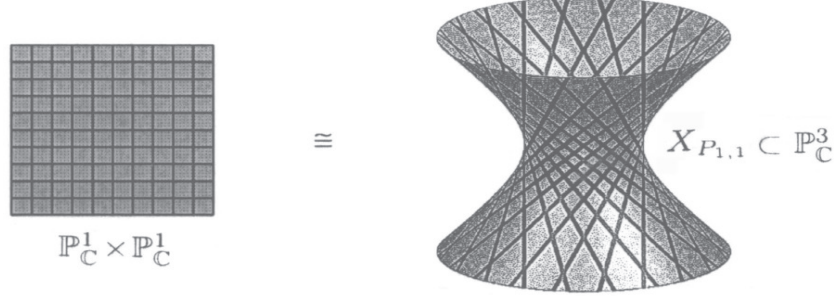 ≅
X_{P_{1,1}} ⊂ ℙ³_ℂ
ℙ¹_ℂ × ℙ¹_ℂ